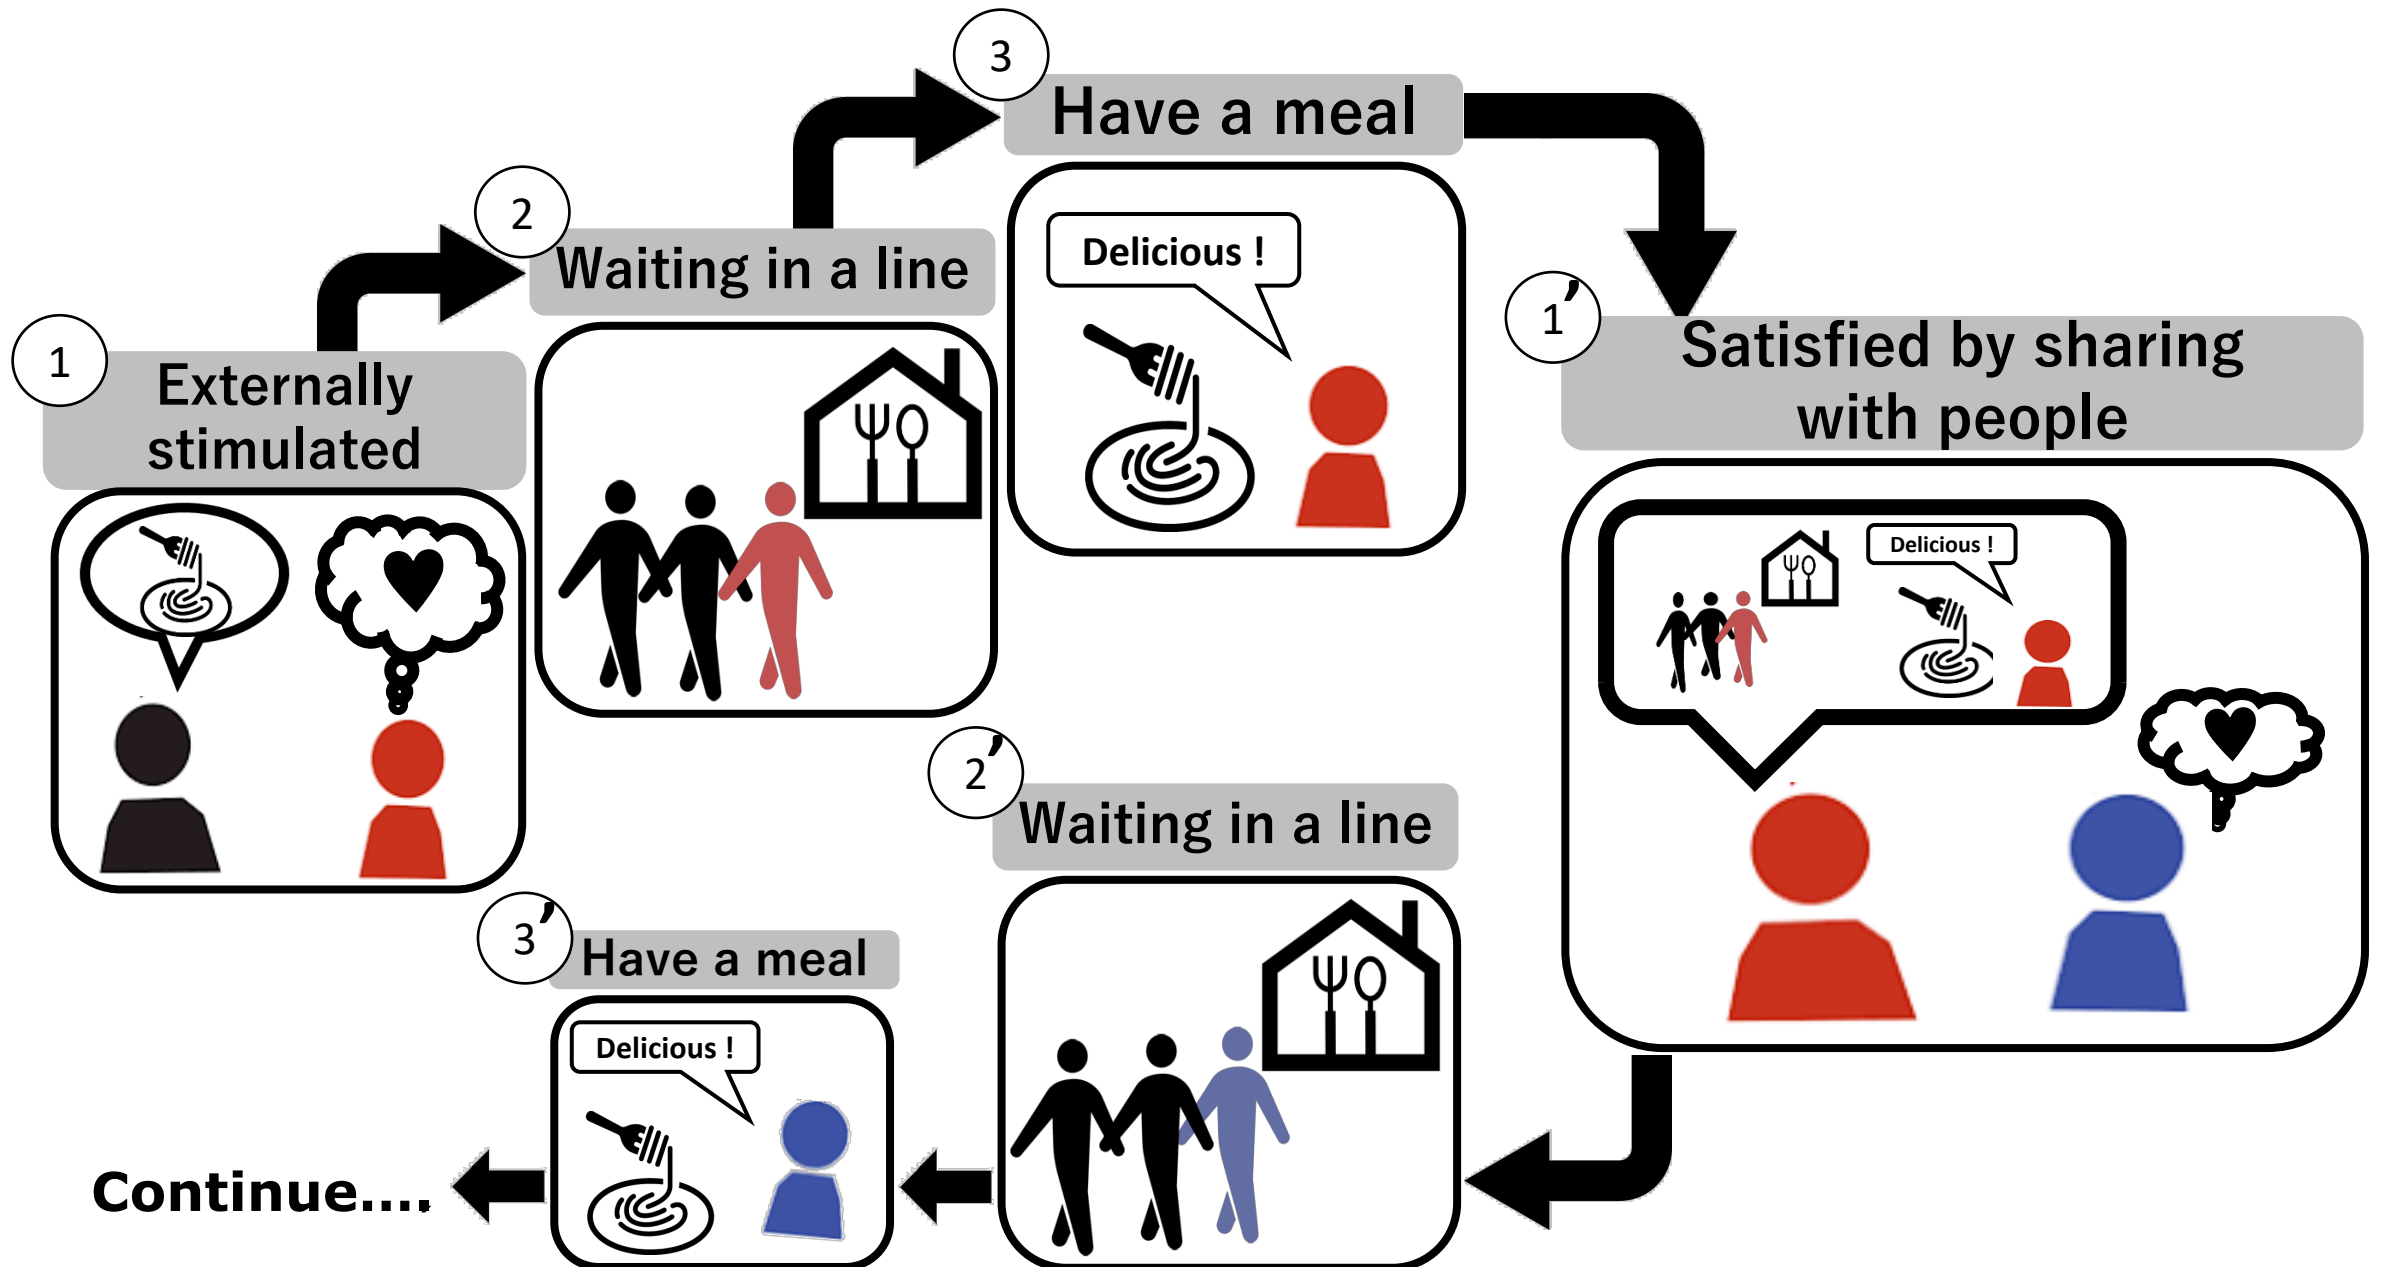 1
Externally
stimulated
2
Waiting in a line
3
Have a meal
Delicious !
1’
Satisfied by sharing
with people
Delicious !
2’
Waiting in a line
3’
Have a meal
Delicious !
Continue....